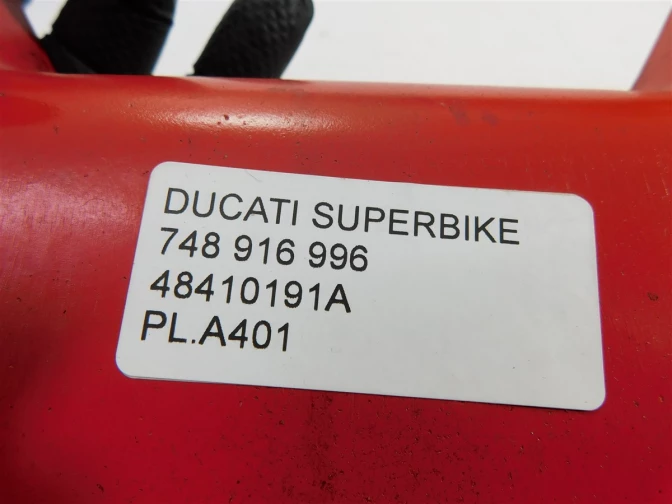 DUCATI SUPERBIKE
748 916 996
48410191A
PL.A401